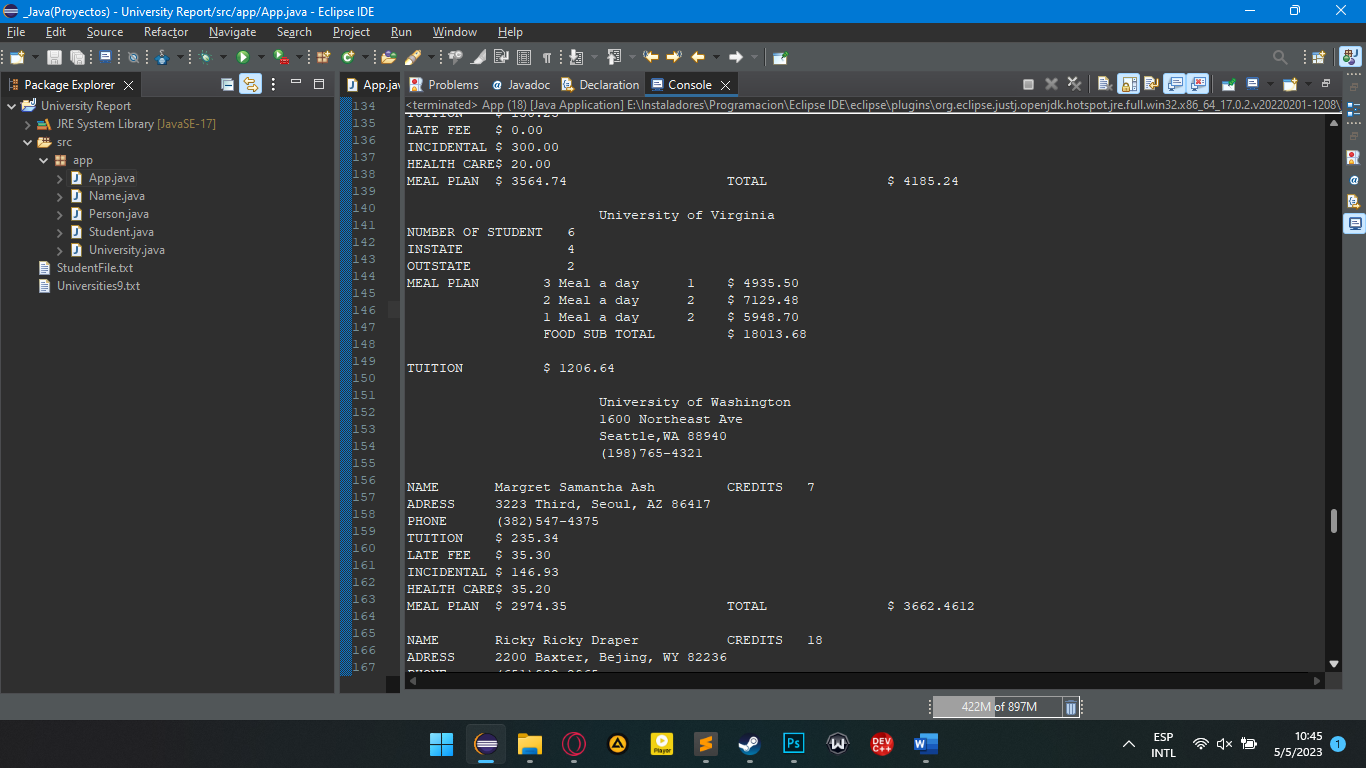 _Java(Proyectos) - University Report/src/app/App.java - Eclipse IDE
File Edit Source Refactor Navigate Search Project Run Window Help
Package Explorer
App.ja
Problems Javadoc Declaration Console
<terminated> App (18) [Java Application] E:\Instaladores\Programacion\Eclipse IDE\eclipse\plugins\org.eclipse.justj.openjdk.hotspot.jre.full.win32.x86_64_17.0.2.v20220201-1208\
University Report
JRE System Library [JavaSE-17]
src
app
App.java
Name.java
Person.java
Student.java
University.java
StudentFile.txt
Universities9.txt
134
135
136
137
138
139
140
141
142
143
144
145
146
147
148
149
150
151
152
153
154
155
156
157
158
159
160
161
162
163
164
165
166
167
LATE FEE $ 0.00
INCIDENTAL $ 300.00
HEALTH CARE$ 20.00
MEAL PLAN $ 3564.74 TOTAL $ 4185.24
University of Virginia
NUMBER OF STUDENT 6
INSTATE 4
OUTSTATE 2
MEAL PLAN 3 Meal a day 1 $ 4935.50
2 Meal a day 2 $ 7129.48
1 Meal a day 2 $ 5948.70
FOOD SUB TOTAL $ 18013.68
TUITION $ 1206.64
University of Washington
1600 Northeast Ave
Seattle,WA 88940
(198)765-4321
NAME Margret Samantha Ash CREDITS 7
ADRESS 3223 Third, Seoul, AZ 86417
PHONE (382)547-4375
TUITION $ 235.34
LATE FEE $ 35.30
INCIDENTAL $ 146.93
HEALTH CARE$ 35.20
MEAL PLAN $ 2974.35 TOTAL $ 3662.4612
NAME Ricky Ricky Draper CREDITS 18
ADRESS 2200 Baxter, Bejing, WY 82236
422M of 897M
Player
Ps
DEV C++
W
ESP
INTL
10:45
5/5/2023
1